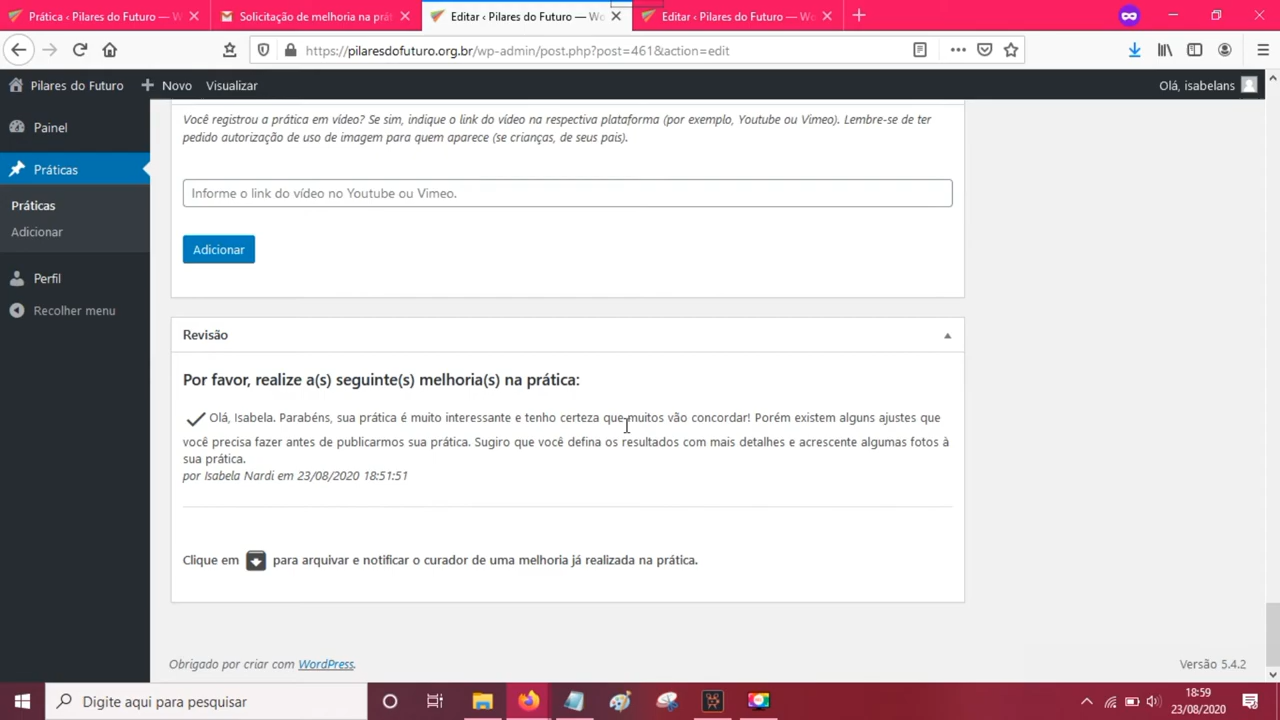 Prática ‹ Pilares do Futuro — W
Solicitação de melhoria na prá
Editar ‹ Pilares do Futuro — Wo
Editar ‹ Pilares do Futuro — Wo
https://pilaresdofuturo.org.br/wp-admin/post.php?post=461&action=edit
Pilares do Futuro
Novo
Visualizar
Olá, isabelans
Painel
Práticas
Práticas
Adicionar
Perfil
Recolher menu
Você registrou a prática em vídeo? Se sim, indique o link do vídeo na respectiva plataforma (por exemplo, Youtube ou Vimeo). Lembre-se de ter
pedido autorização de uso de imagem para quem aparece (se crianças, de seus pais).
Informe o link do vídeo no Youtube ou Vimeo.
Adicionar
Revisão
Por favor, realize a(s) seguinte(s) melhoria(s) na prática:
Olá, Isabela. Parabéns, sua prática é muito interessante e tenho certeza que muitos vão concordar! Porém existem alguns ajustes que
você precisa fazer antes de publicarmos sua prática. Sugiro que você defina os resultados com mais detalhes e acrescente algumas fotos à
sua prática.
por Isabela Nardi em 23/08/2020 18:51:51
Clique em para arquivar e notificar o curador de uma melhoria já realizada na prática.
Obrigado por criar com WordPress.
Versão 5.4.2
Digite aqui para pesquisar
18:59
23/08/2020